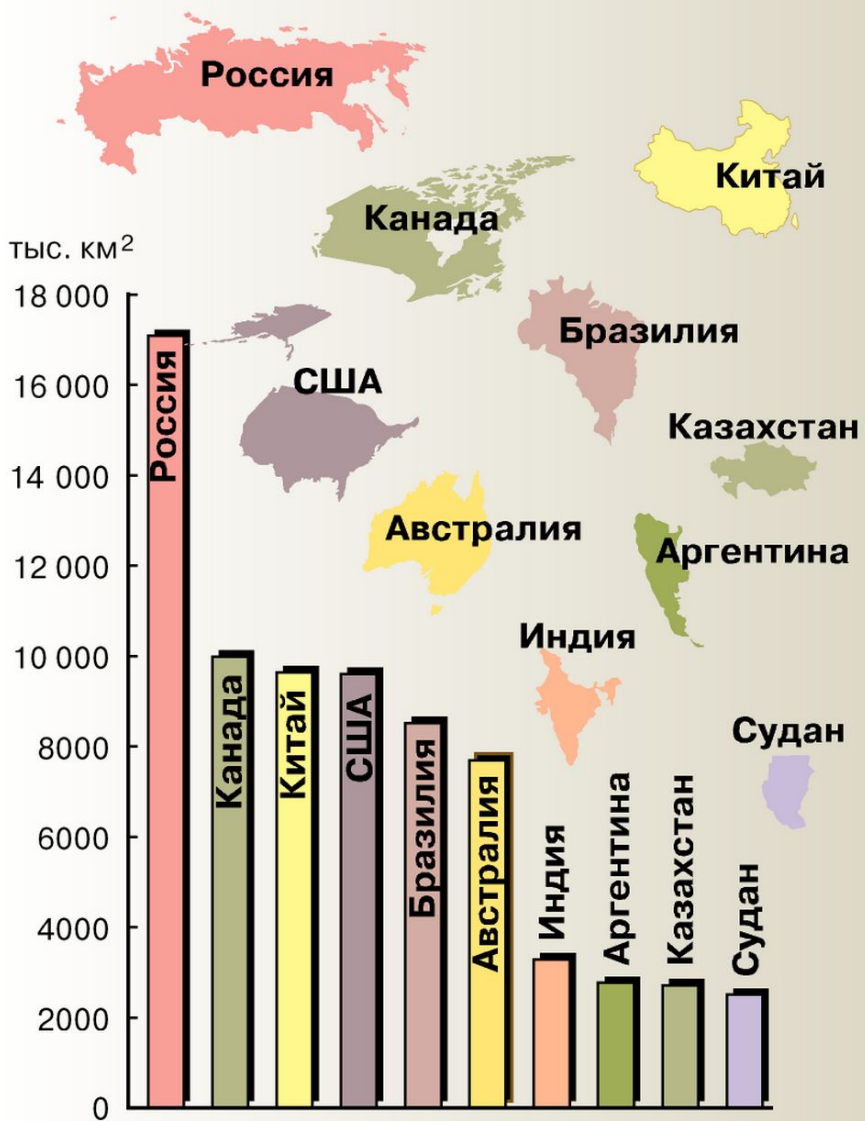 Россия
Китай
Канада
тыс. км²
18 000
Бразилия
16 000
США
Казахстан
14 000
Австралия
12 000
Аргентина
Индия
10 000
8000
Судан
6000
4000
2000
0
Россия
Канада
Китай
США
Бразилия
Австралия
Индия
Аргентина
Казахстан
Судан